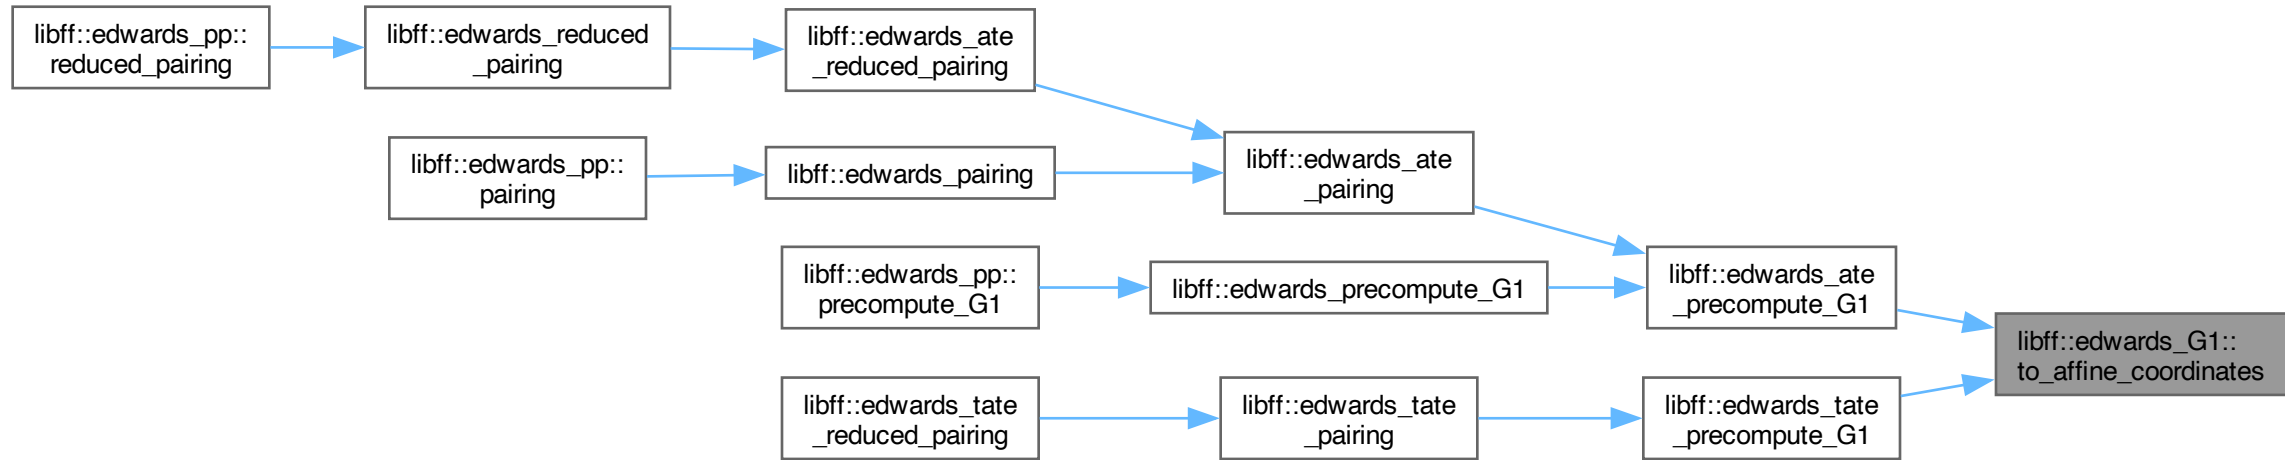 libff::edwards_pp::
reduced_pairing
libff::edwards_reduced
_pairing
libff::edwards_ate
_reduced_pairing
libff::edwards_pp::
pairing
libff::edwards_pairing
libff::edwards_ate
_pairing
libff::edwards_pp::
precompute_G1
libff::edwards_precompute_G1
libff::edwards_ate
_precompute_G1
libff::edwards_G1::
to_affine_coordinates
libff::edwards_tate
_reduced_pairing
libff::edwards_tate
_pairing
libff::edwards_tate
_precompute_G1